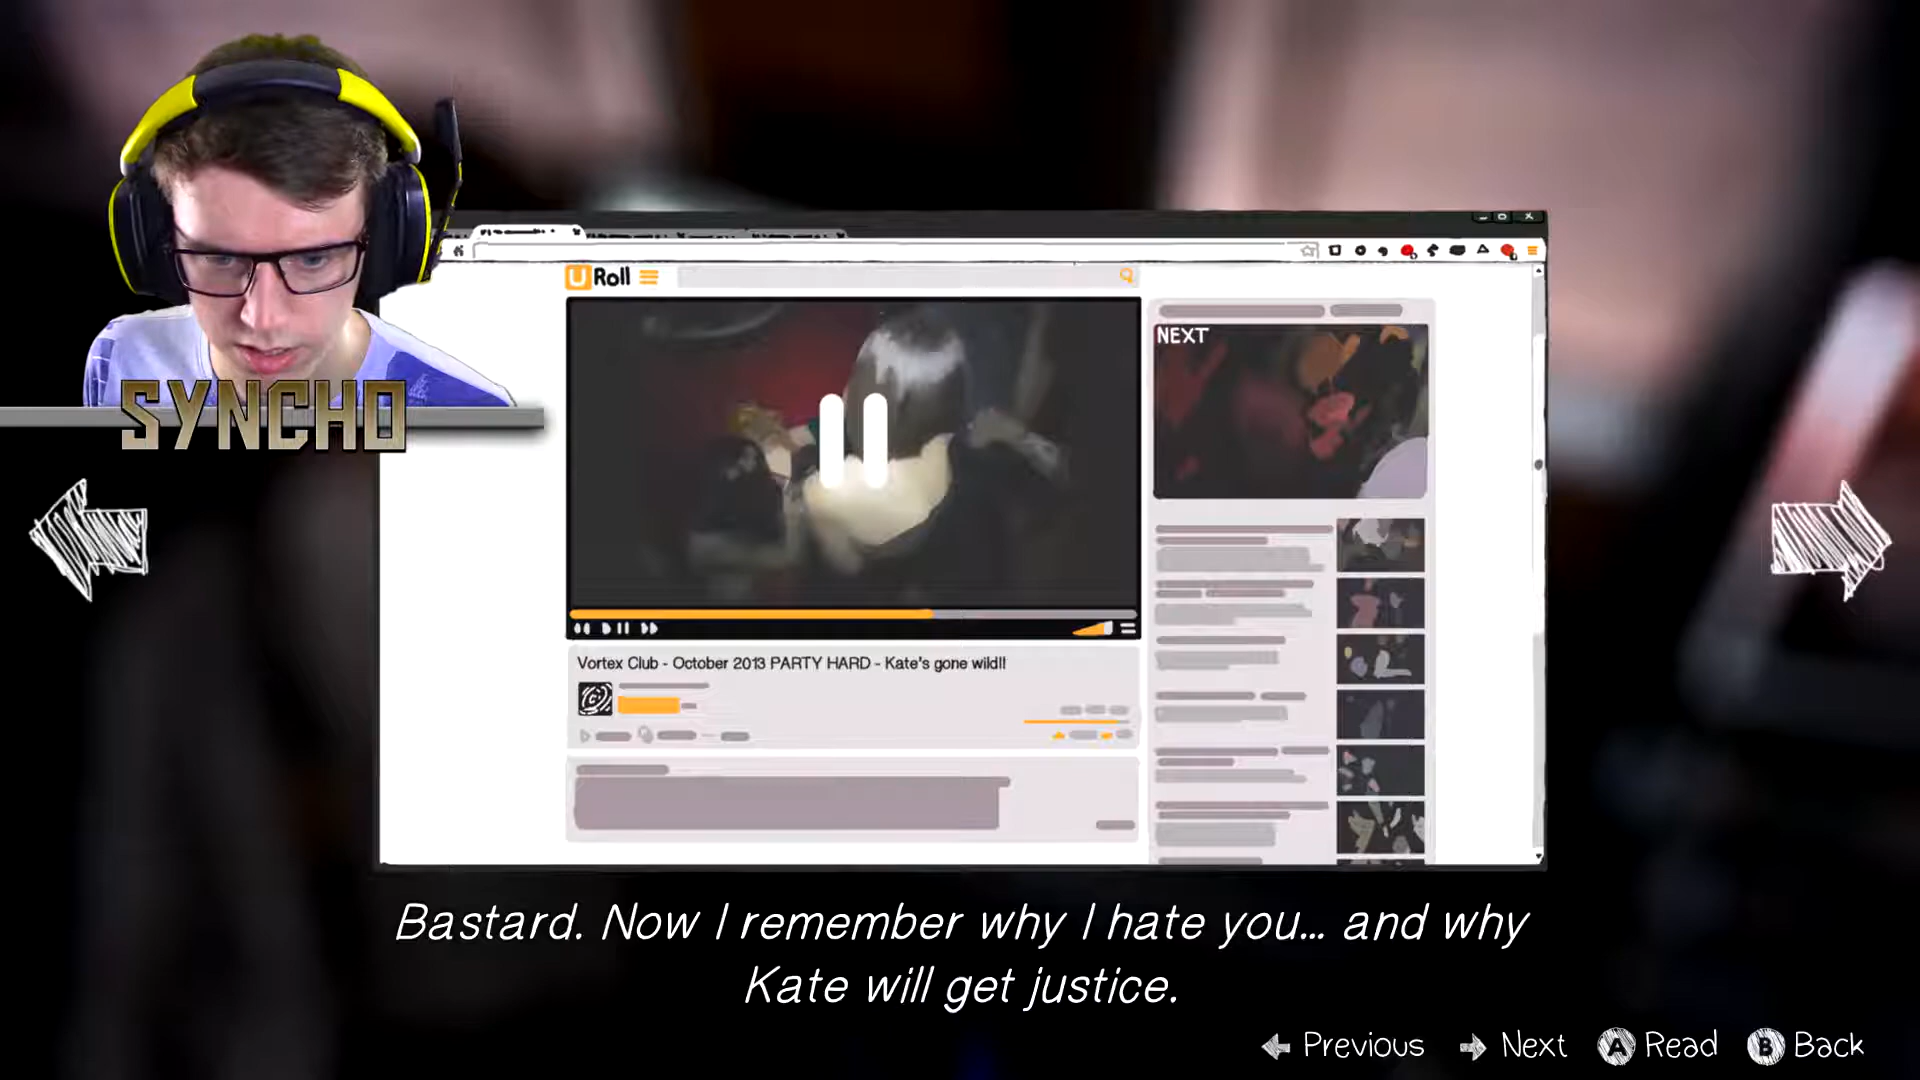 SYNCHO
U Roll
NEXT
Vortex Club - October 2013 PARTY HARD - Kate's gone wild!!
Bastard. Now I remember why I hate you... and why
Kate will get justice.
Previous Next A Read B Back